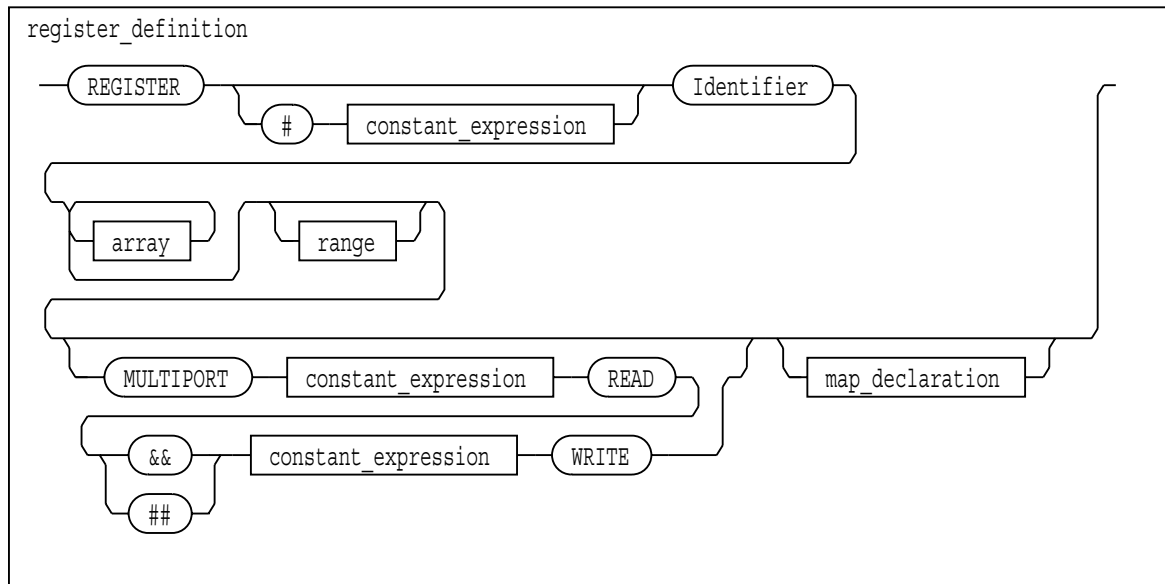 register_definition
REGISTER Identifier
# constant_expression
array range
MULTIPORT constant_expression READ map_declaration
&& constant_expression WRITE
##